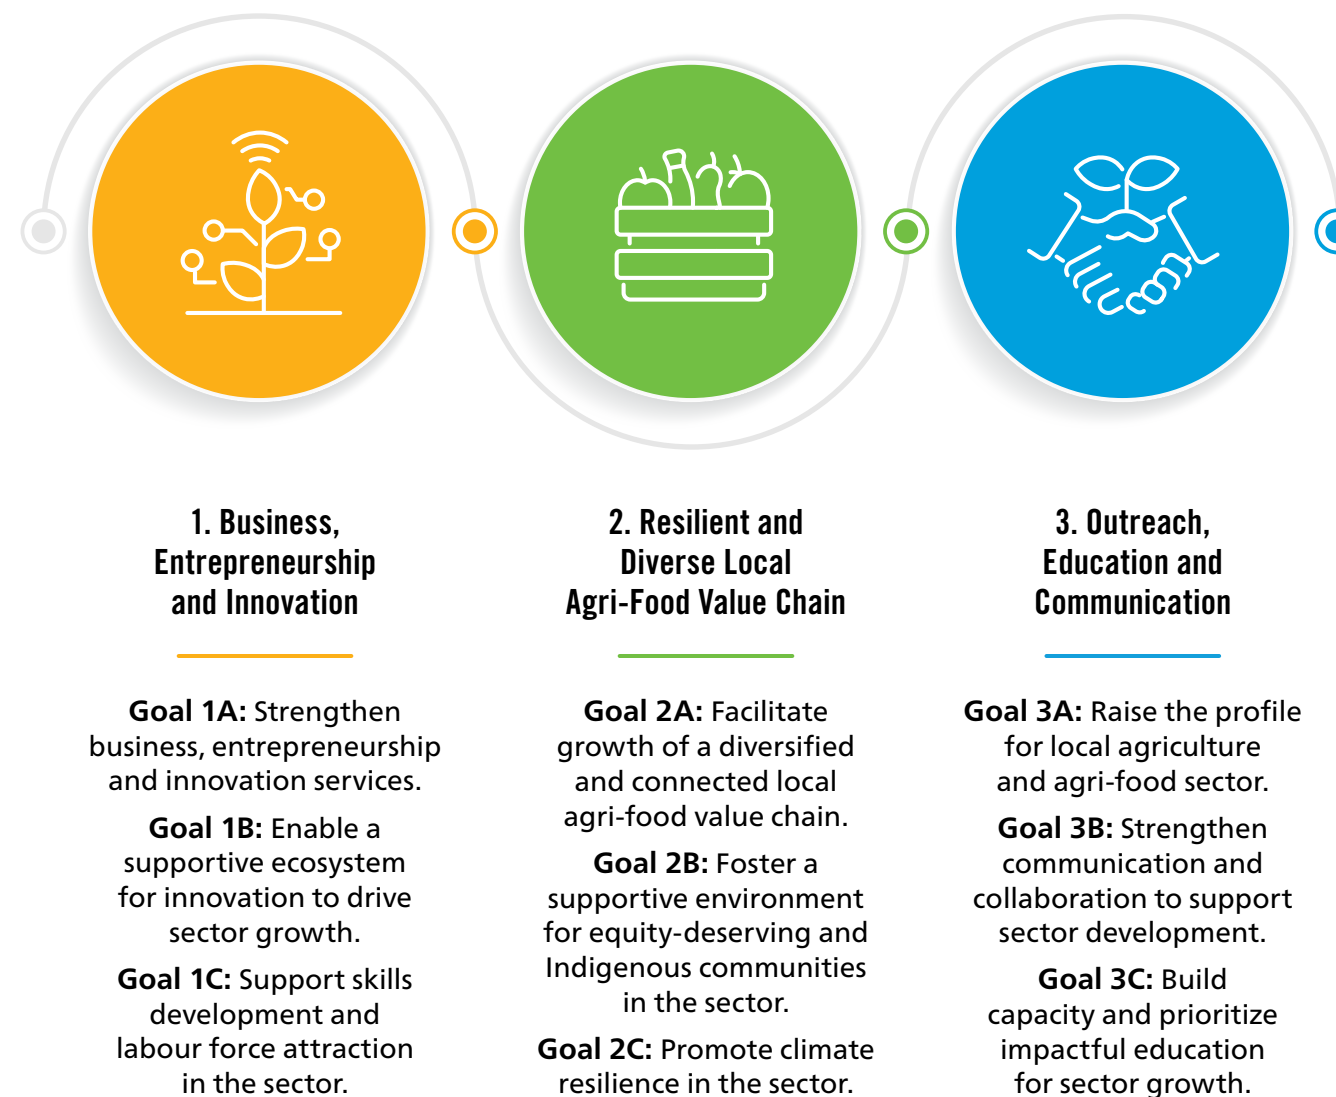 1. Business,
Entrepreneurship
and Innovation
Goal 1A: Strengthen
business, entrepreneurship
and innovation services.
Goal 1B: Enable a
supportive ecosystem
for innovation to drive
sector growth.
Goal 1C: Support skills
development and
labour force attraction
in the sector.
2. Resilient and
Diverse Local
Agri-Food Value Chain
Goal 2A: Facilitate
growth of a diversified
and connected local
agri-food value chain.
Goal 2B: Foster a
supportive environment
for equity-deserving and
Indigenous communities
in the sector.
Goal 2C: Promote climate
resilience in the sector.
3. Outreach,
Education and
Communication
Goal 3A: Raise the profile
for local agriculture
and agri-food sector.
Goal 3B: Strengthen
communication and
collaboration to support
sector development.
Goal 3C: Build
capacity and prioritize
impactful education
for sector growth.